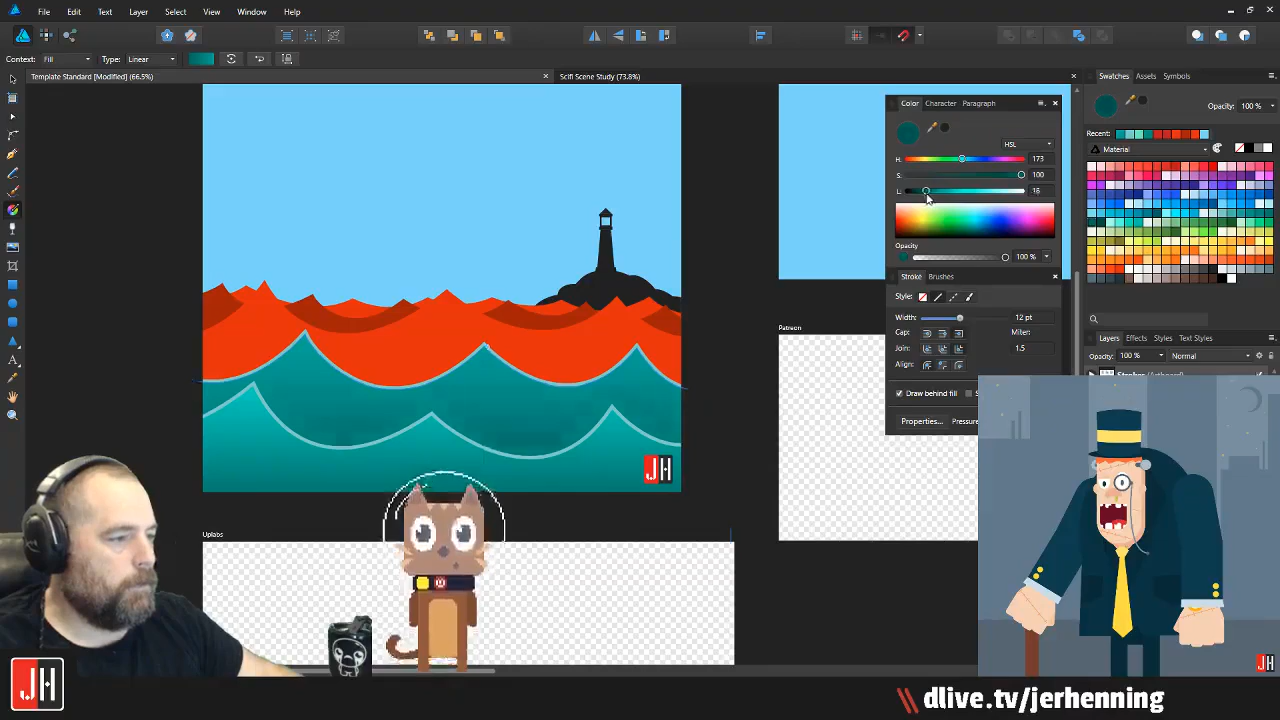 File Edit Text Layer Select View Window Help
Context: Fill Type: Linear
Template Standard [Modified] (66.5%) Scifi Scene Study (73.8%)
Swatches Assets Symbols
Color Character Paragraph
Opacity: 100 %
HSL
Recent:
Material
H: 173
S: 100
L: 16
Opacity
100 %
Stroke Brushes
Style:
Width: 12 pt
Cap: Miter:
Join: 1.5
Align:
Draw behind fill
Properties...
Layers Effects Styles Text Styles
Opacity: 100 % Normal
Patreon
JH
Uplabs
JH
JH
\\ dlive.tv/jerhenning